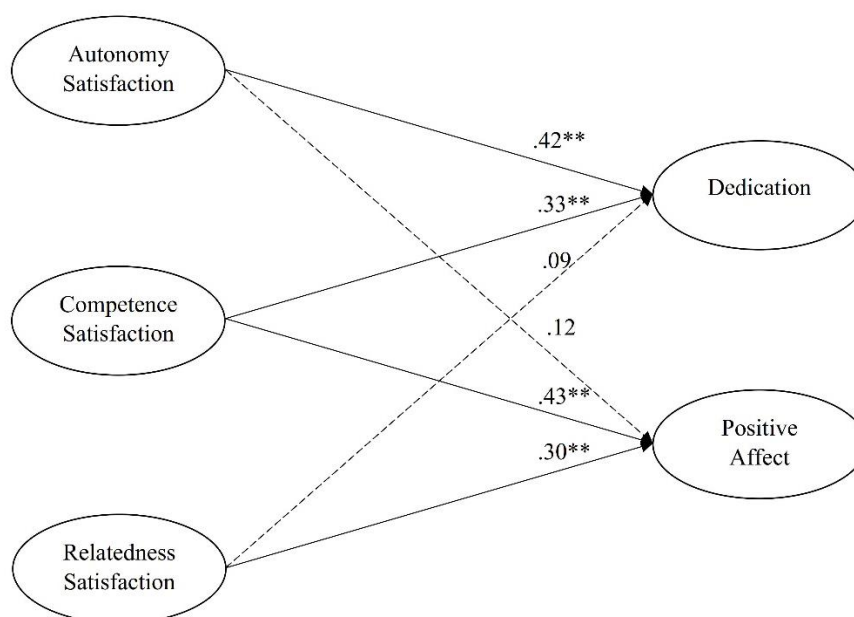 Autonomy
Satisfaction
.42**
Dedication
.33**
.09
Competence
Satisfaction
.12
.43**
Positive
Affect
.30**
Relatedness
Satisfaction